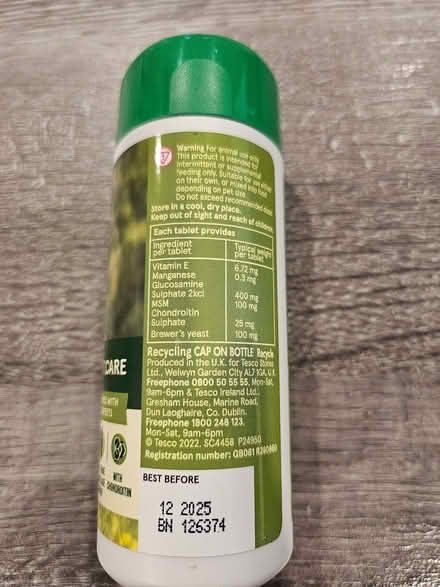 Warning For animal use only.
This product is intended for
intermittent or supplemental
feeding only. Suitable for use either
on their own, or mixed into food
depending on pet size.
Do not exceed recommended dose.
Store in a cool, dry place.
Keep out of sight and reach of children.
Each tablet provides
Ingredient Typical weight
per tablet per tablet
Vitamin E 6.72 mg
Manganese 0.3 mg
Glucosamine
Sulphate 2kcl 400 mg
MSM 100 mg
Chondroitin
Sulphate 25 mg
Brewer's yeast 100 mg
Recycling CAP ON BOTTLE Recycle
Produced in the U.K. for Tesco Stores
Ltd., Welwyn Garden City AL7 1GA, U.K.
Freephone 0800 50 55 55, Mon-Sat,
9am-6pm & Tesco Ireland Ltd.,
Gresham House, Marine Road,
Dun Laoghaire, Co. Dublin.
Freephone 1800 248 123,
Mon-Sat, 9am-6pm
© Tesco 2022. SC4458 P24950
CARE
WITH
CHONDROITIN
BEST BEFORE
12 2025
BN 126374